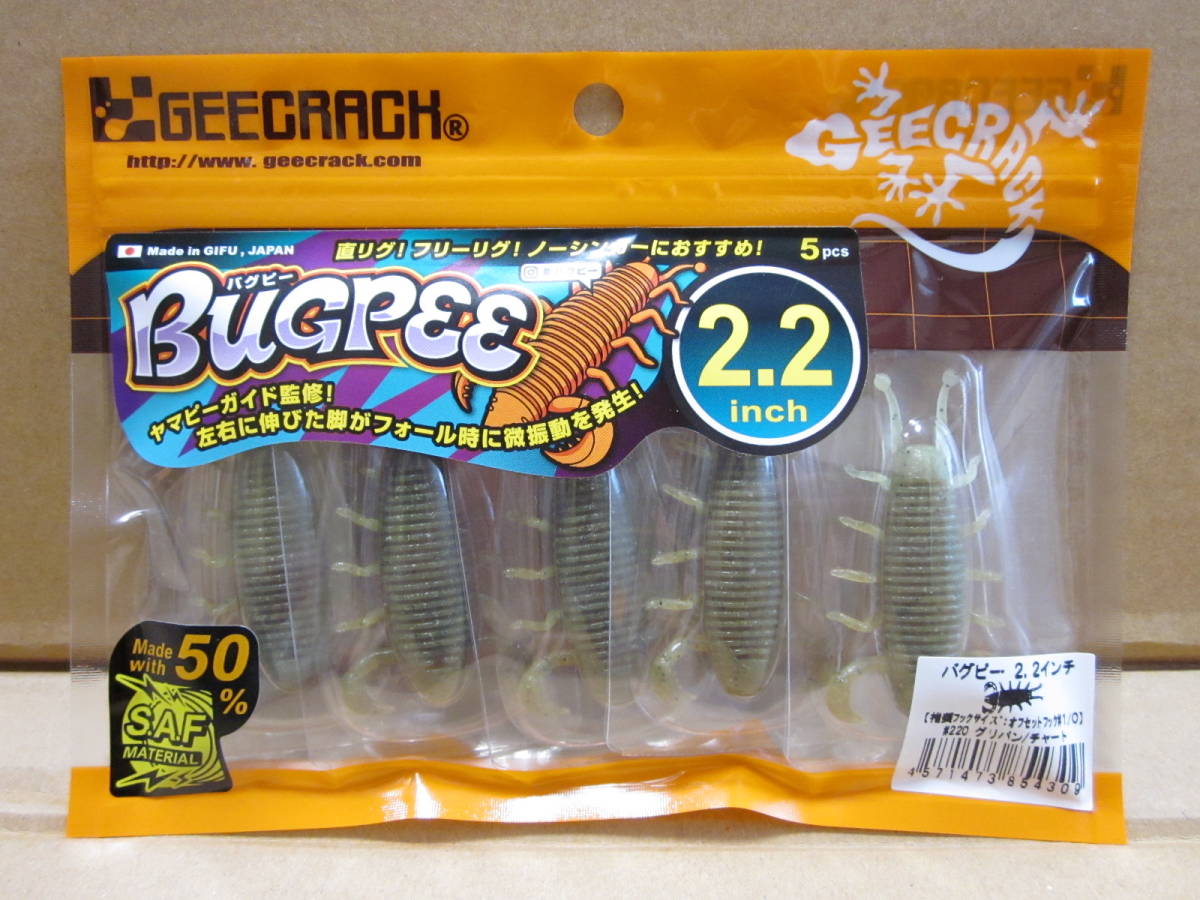 GEECRACK®
http://www. geecrack.com
GEECRACK
Made in GIFU, JAPAN
直リグ!フリーリグ!ノーシンカーにおすすめ!
5pcs
バグピー
#バグピー
BUGPEE
2.2
inch
ヤマピーガイド監修!
左右に伸びた脚がフォール時に微振動を発生!
Made with 50%
S.A.F
MATERIAL
バグピー 2.2インチ
【推奨フックサイズ:オフセットフック#1/0】
#220 グリパン/チャート
4571473854309